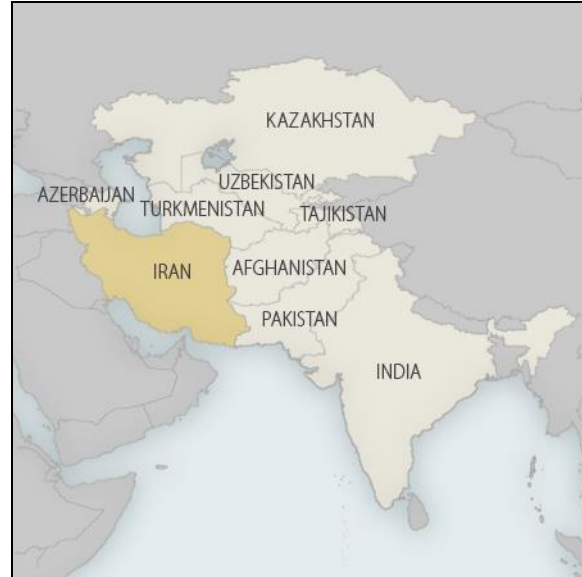 KAZAKHSTAN
UZBEKISTAN
AZERBAIJAN
TURKMENISTAN
TAJIKISTAN
IRAN
AFGHANISTAN
PAKISTAN
INDIA